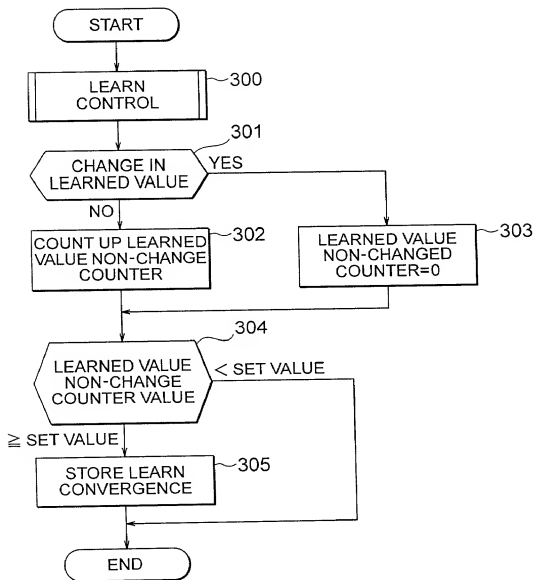 START
LEARN
CONTROL
300
301
CHANGE IN
LEARNED VALUE
YES
NO
COUNT UP LEARNED
VALUE NON-CHANGE
COUNTER
302
LEARNED VALUE
NON-CHANGED
COUNTER=0
303
304
LEARNED VALUE
NON-CHANGE
COUNTER VALUE
< SET VALUE
≧ SET VALUE
STORE LEARN
CONVERGENCE
305
END